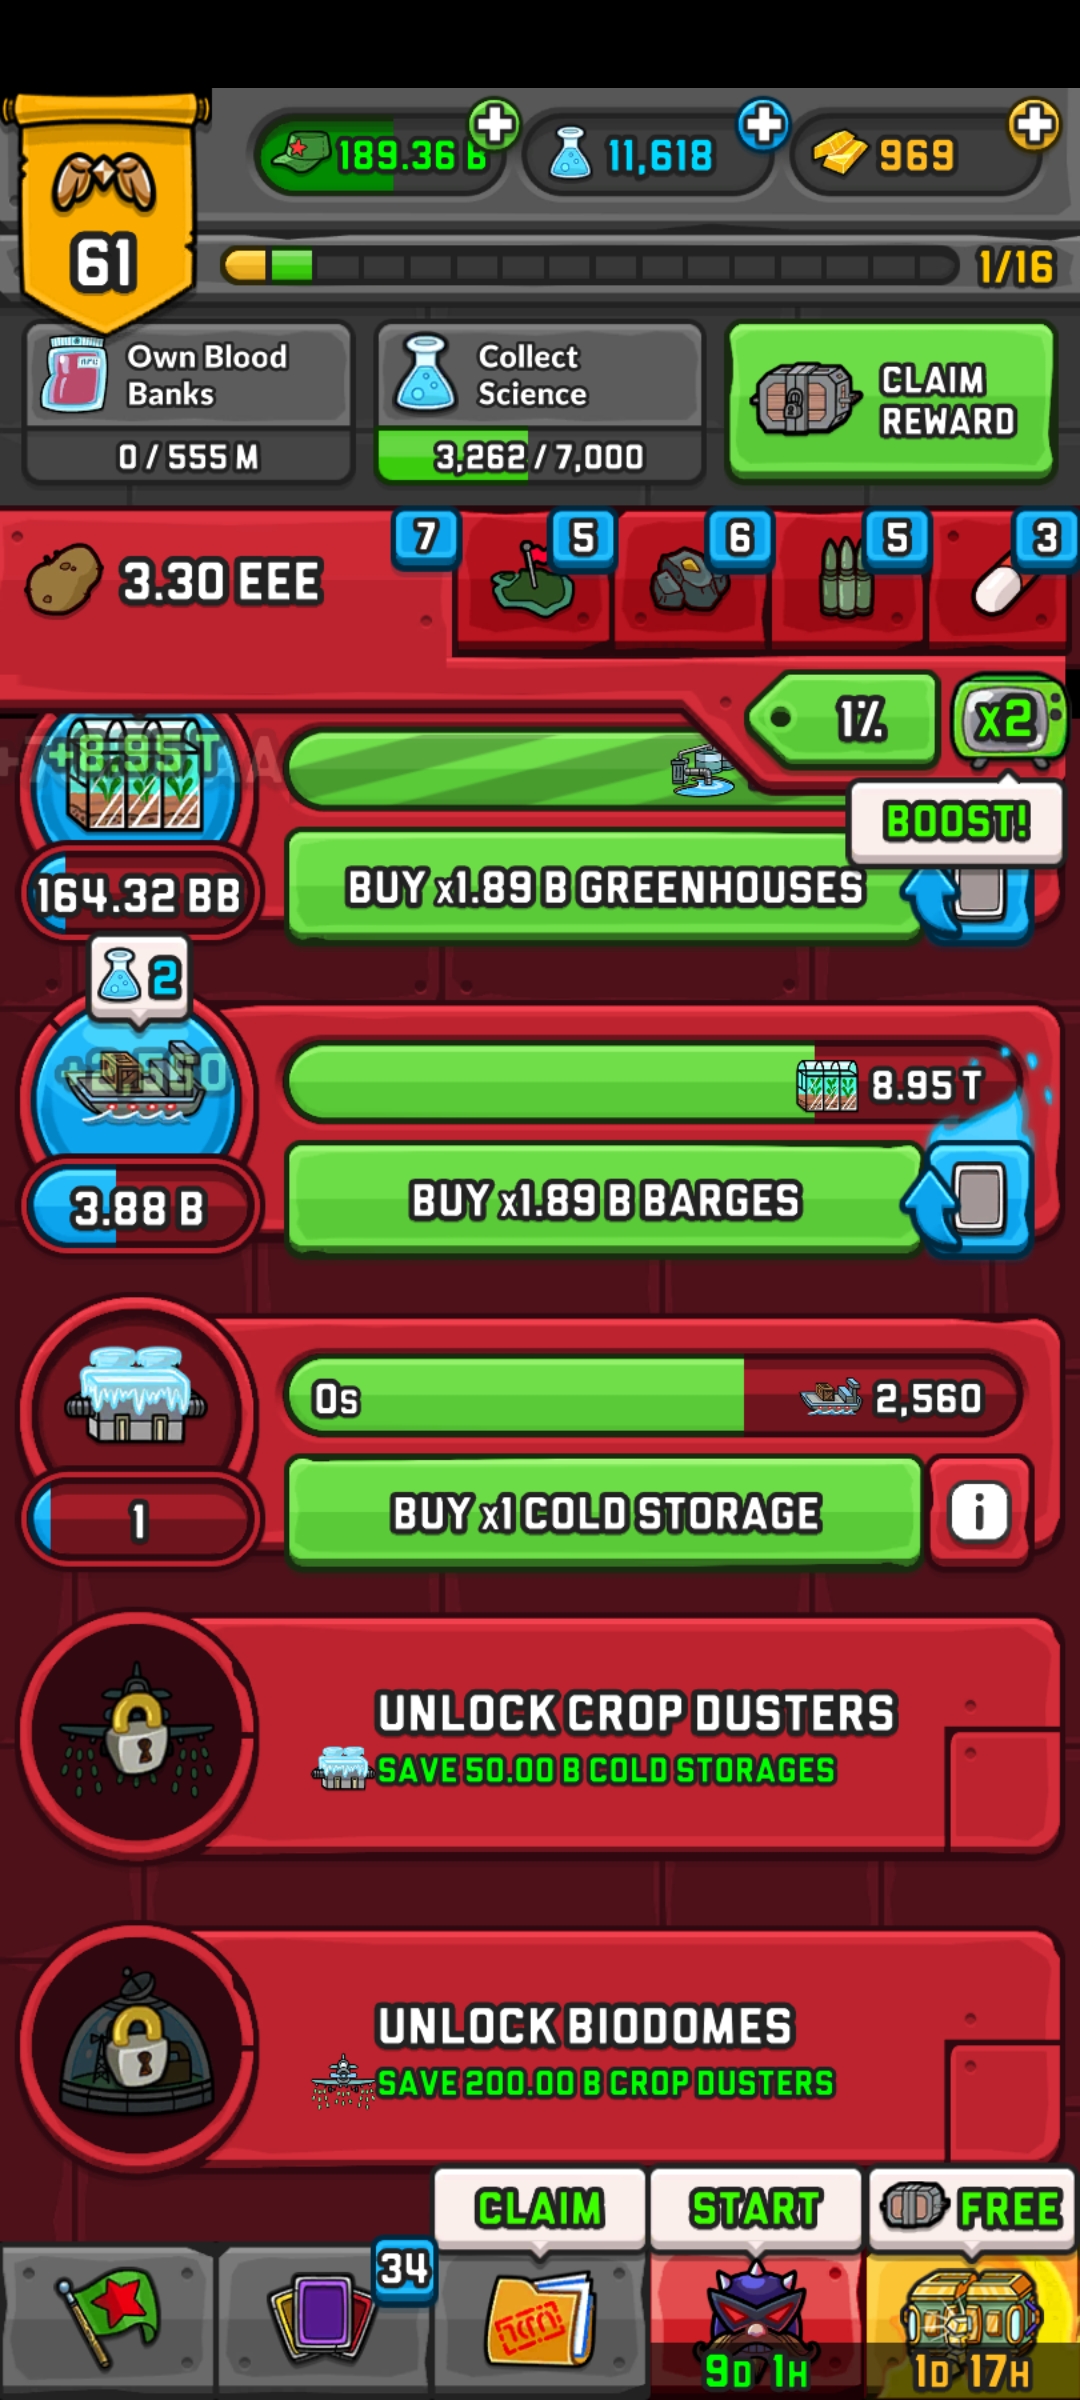 189.36 B
11,618
969
61
1/16
Own Blood
Banks
0 / 555 M
Collect
Science
3,262 / 7,000
CLAIM
REWARD
3.30 EEE
7
5
6
5
3
1%
x2
BOOST!
+8.95 T
164.32 BB
BUY x1.89 B GREENHOUSES
2
+2,560
8.95 T
3.88 B
BUY x1.89 B BARGES
0s
2,560
1
BUY x1 COLD STORAGE
i
UNLOCK CROP DUSTERS
SAVE 50.00 B COLD STORAGES
UNLOCK BIODOMES
SAVE 200.00 B CROP DUSTERS
CLAIM
START
FREE
34
9D 1H
1D 17H